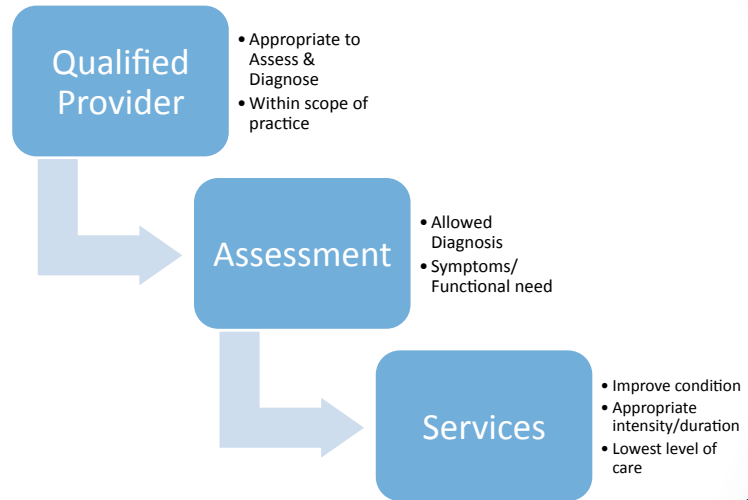 Qualified
Provider
• Appropriate to
Assess &
Diagnose
• Within scope of
practice
Assessment
• Allowed
Diagnosis
• Symptoms/
Functional need
Services
• Improve condition
• Appropriate
intensity/duration
• Lowest level of
care